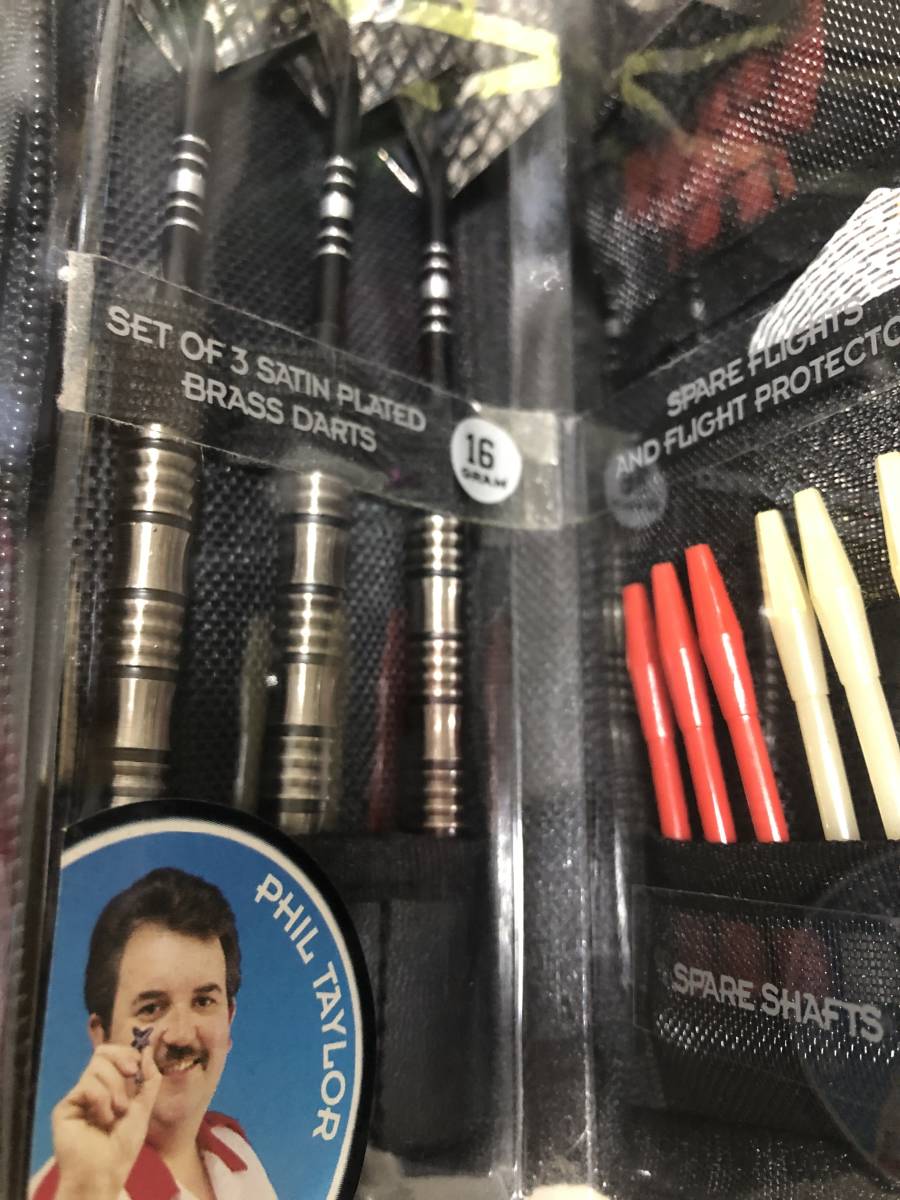 SET OF 3 SATIN PLATED
BRASS DARTS
16
GRAM
SPARE FLIGHTS
AND FLIGHT PROTECTO
PHIL TAYLOR
SPARE SHAFTS